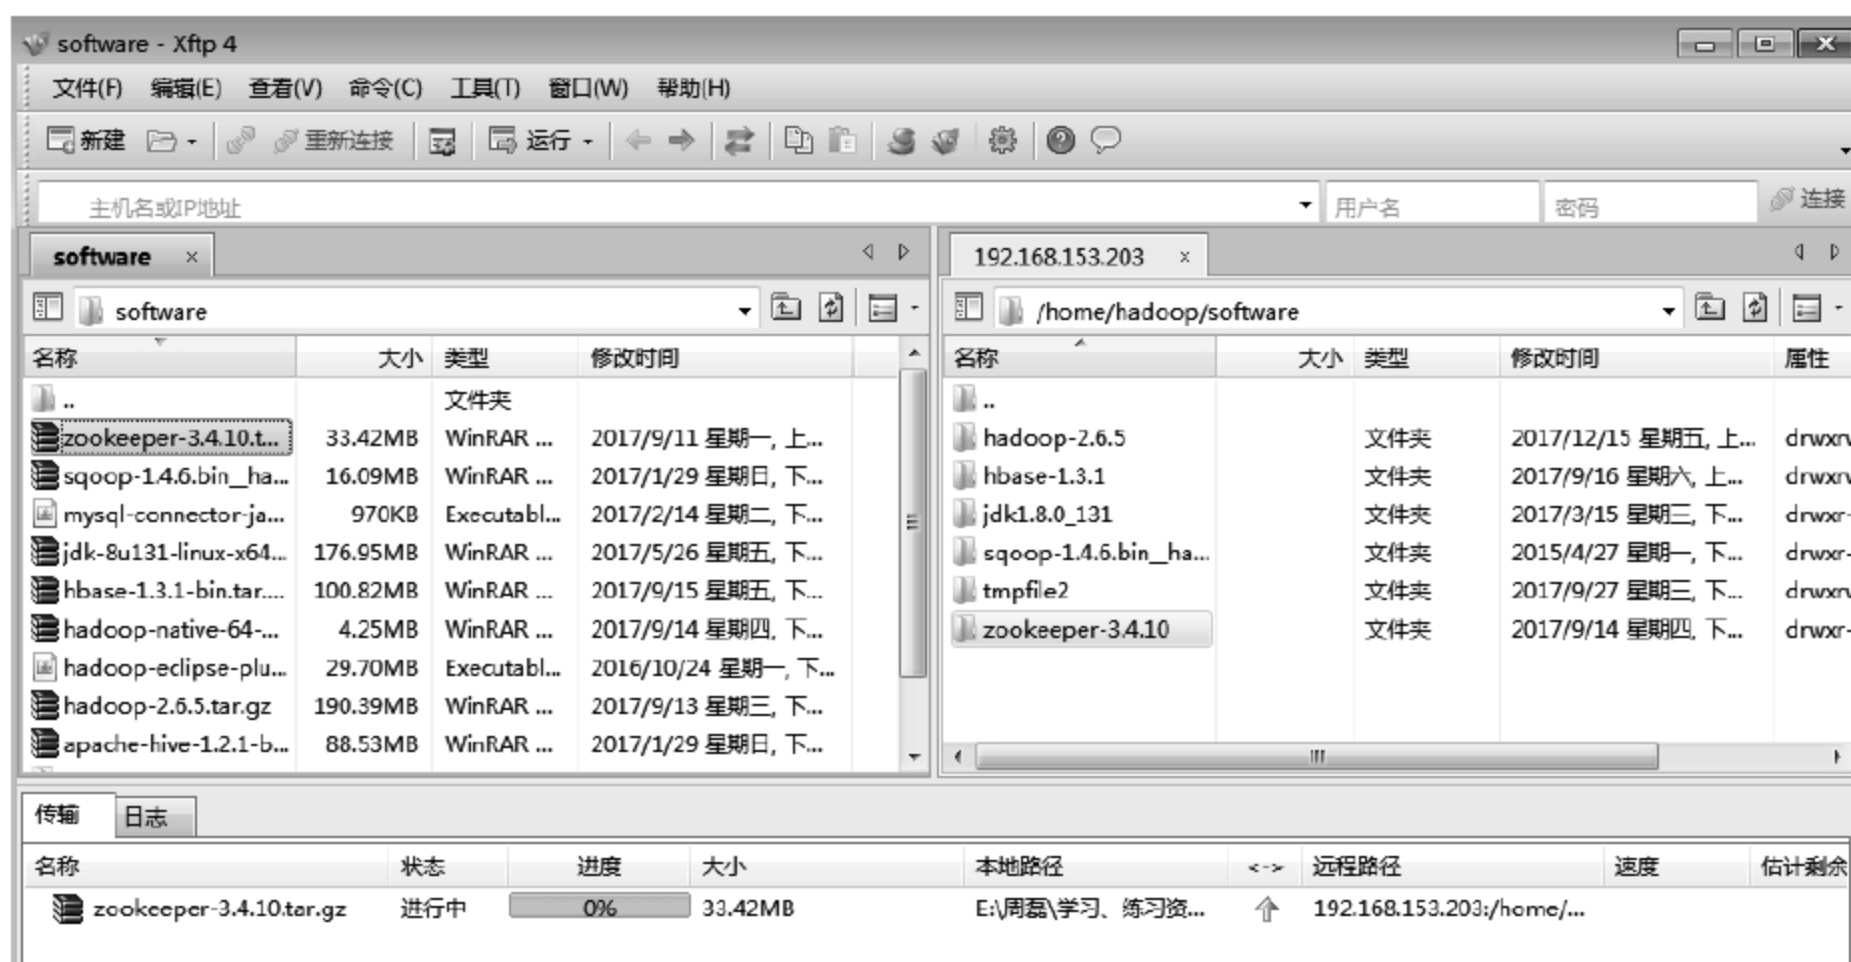 software - Xftp 4
文件(F) 编辑(E) 查看(V) 命令(C) 工具(T) 窗口(W) 帮助(H)
新建 重新连接 运行
主机名或IP地址 用户名 密码 连接
software ×
software
名称 大小 类型 修改时间
.. 文件夹
zookeeper-3.4.10.t... 33.42MB WinRAR ... 2017/9/11 星期一, 上...
sqoop-1.4.6.bin__ha... 16.09MB WinRAR ... 2017/1/29 星期日, 下...
mysql-connector-ja... 970KB Executabl... 2017/2/14 星期二, 下...
jdk-8u131-linux-x64... 176.95MB WinRAR ... 2017/5/26 星期五, 下...
hbase-1.3.1-bin.tar.... 100.82MB WinRAR ... 2017/9/15 星期五, 下...
hadoop-native-64-... 4.25MB WinRAR ... 2017/9/14 星期四, 下...
hadoop-eclipse-plu... 29.70MB Executabl... 2016/10/24 星期一, 下...
hadoop-2.6.5.tar.gz 190.39MB WinRAR ... 2017/9/13 星期三, 下...
apache-hive-1.2.1-b... 88.53MB WinRAR ... 2017/1/29 星期日, 下...
192.168.153.203 ×
/home/hadoop/software
名称 大小 类型 修改时间 属性
..
hadoop-2.6.5 文件夹 2017/12/15 星期五, 上... drwxrw
hbase-1.3.1 文件夹 2017/9/16 星期六, 上... drwxrw
jdk1.8.0_131 文件夹 2017/3/15 星期三, 下... drwxr-
sqoop-1.4.6.bin__ha... 文件夹 2015/4/27 星期一, 下... drwxr-
tmpfile2 文件夹 2017/9/27 星期三, 下... drwxrw
zookeeper-3.4.10 文件夹 2017/9/14 星期四, 下... drwxr-
传输 日志
名称 状态 进度 大小 本地路径 <-> 远程路径 速度 估计剩余
zookeeper-3.4.10.tar.gz 进行中 0% 33.42MB E:\周磊\学习、练习资... 192.168.153.203:/home/...